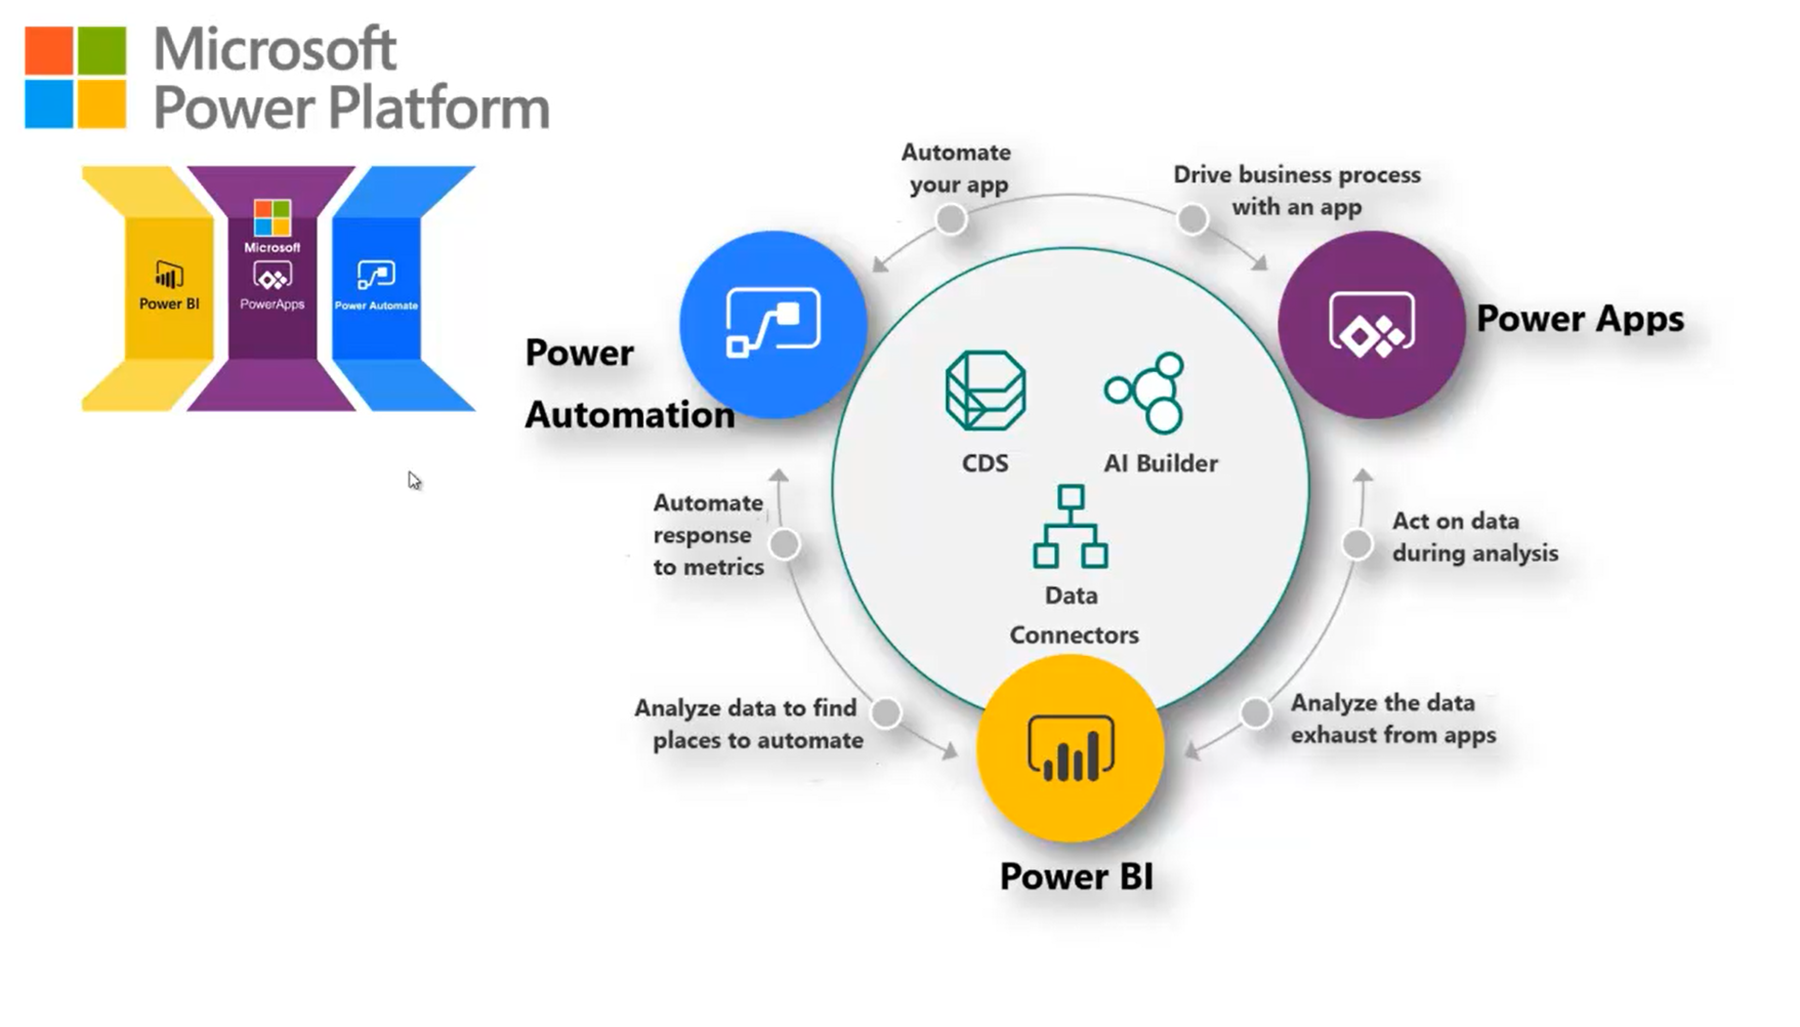 Microsoft
Power Platform
Microsoft
Power BI
PowerApps
Power Automate
Automate
your app
Drive business process
with an app
Power
Automation
Power Apps
CDS
AI Builder
Data
Connectors
Automate
response
to metrics
Act on data
during analysis
Analyze data to find
places to automate
Analyze the data
exhaust from apps
Power BI